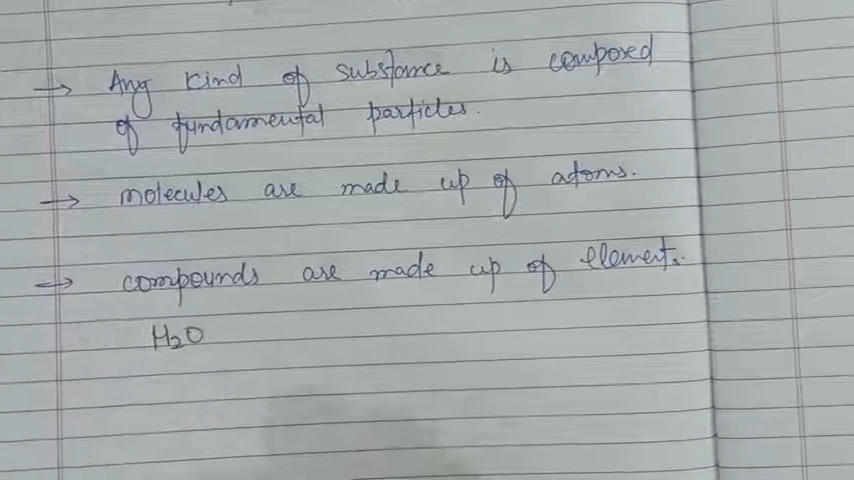 → Any kind of substance is composed
of fundamental particles.
→ molecules are made up of atoms.
→ compounds are made up of element.
H₂O